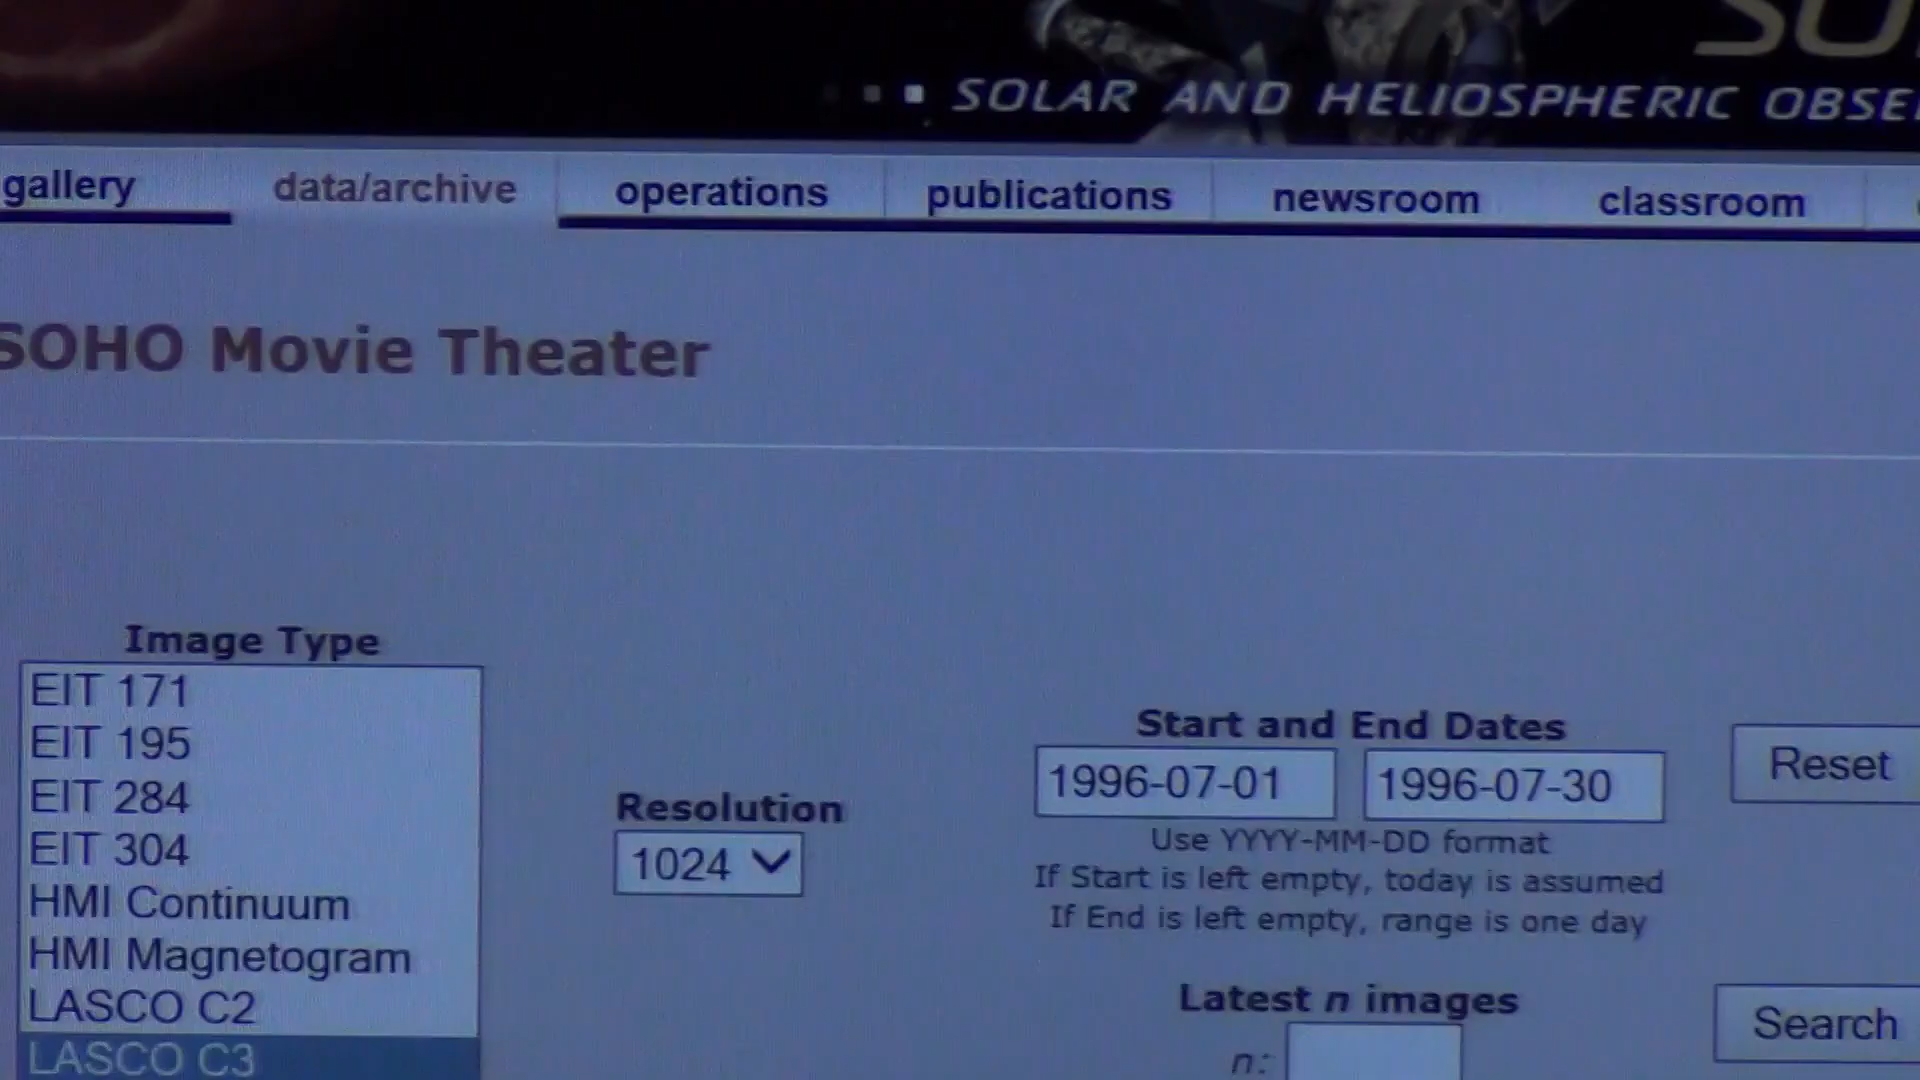 SOLAR AND HELIOSPHERIC
gallery data/archive operations publications newsroom classroom
SOHO Movie Theater
Image Type
EIT 171
EIT 195
EIT 284
EIT 304
HMI Continuum
HMI Magnetogram
LASCO C2
LASCO C3
Resolution
1024
Start and End Dates
1996-07-01 1996-07-30
Use YYYY-MM-DD format
If Start is left empty, today is assumed
If End is left empty, range is one day
Reset
Latest n images
n:
Search